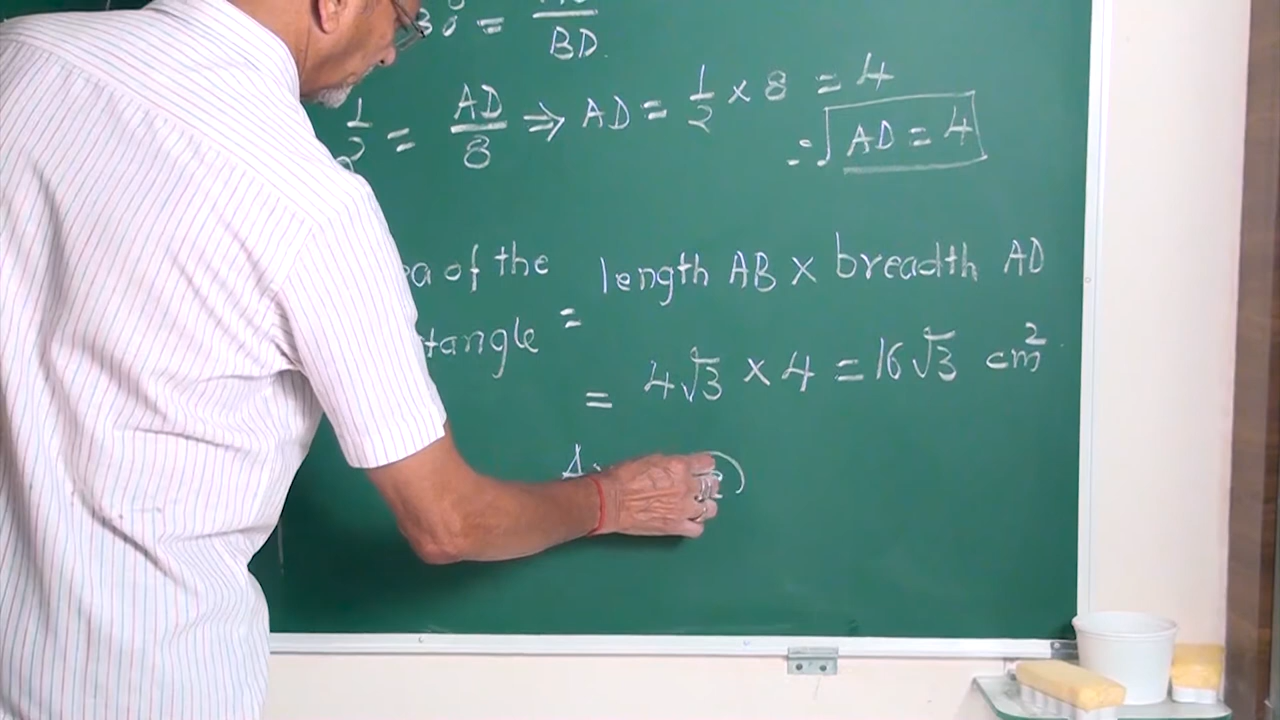 30° =
BD.
1/2 = AD/8 ⇒ AD = 1/2 × 8 = 4
∴ AD = 4
of the = length AB × breadth AD
= 4√3 × 4 = 16√3 cm²